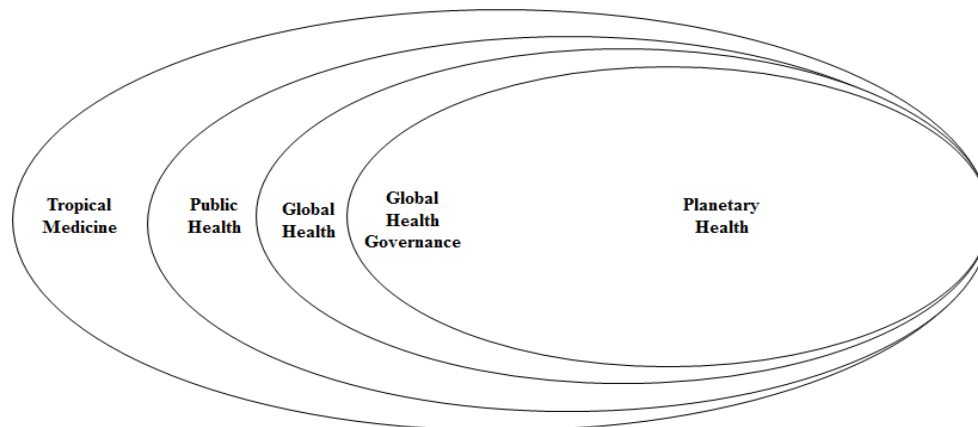 Tropical
Medicine
Public
Health
Global
Health
Global
Health
Governance
Planetary
Health